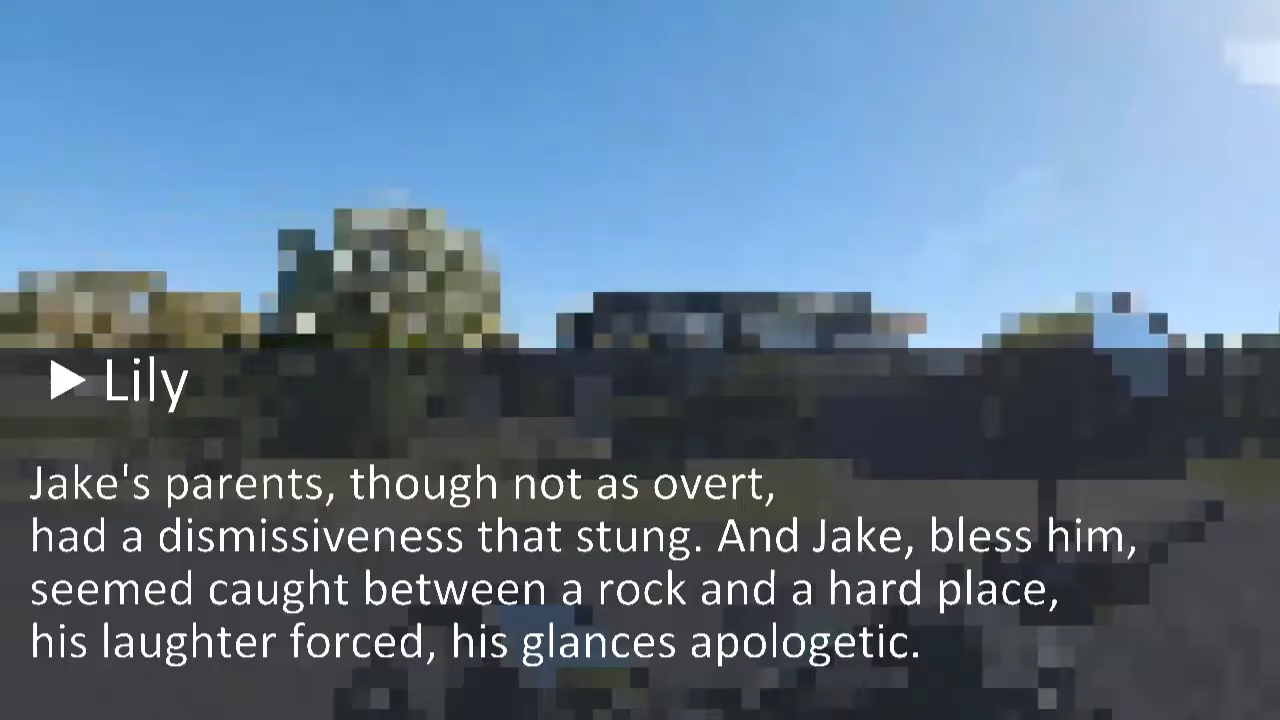 ▶ Lily
Jake's parents, though not as overt,
had a dismissiveness that stung. And Jake, bless him,
seemed caught between a rock and a hard place,
his laughter forced, his glances apologetic.